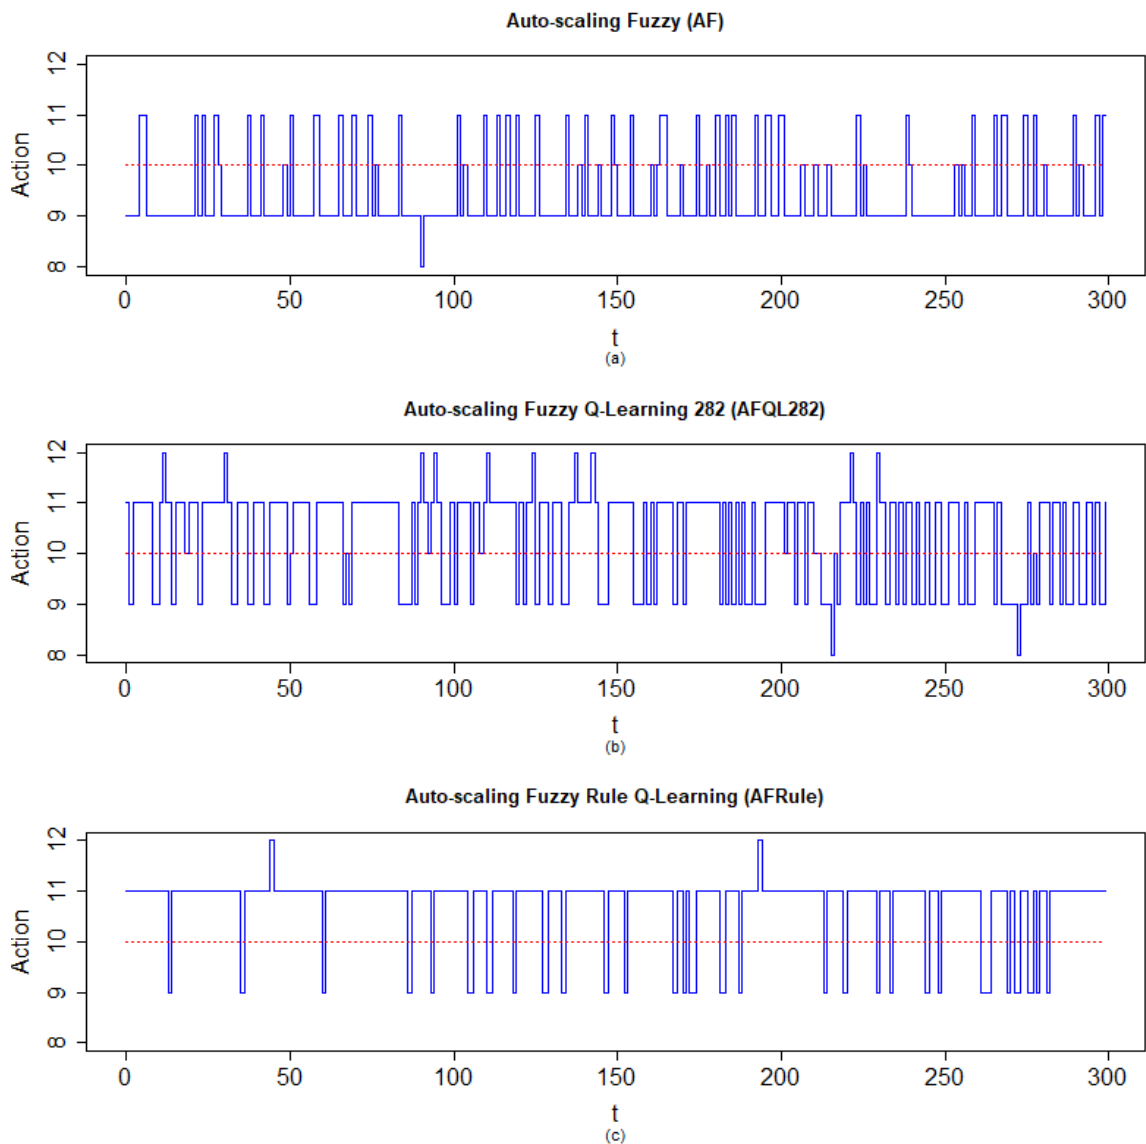 Auto-scaling Fuzzy (AF)
12
11
10
9
8
Action
0 50 100 150 200 250 300
t
(a)
Auto-scaling Fuzzy Q-Learning 282 (AFQL282)
12
11
10
9
8
Action
0 50 100 150 200 250 300
t
(b)
Auto-scaling Fuzzy Rule Q-Learning (AFRule)
12
11
10
9
8
Action
0 50 100 150 200 250 300
t
(c)